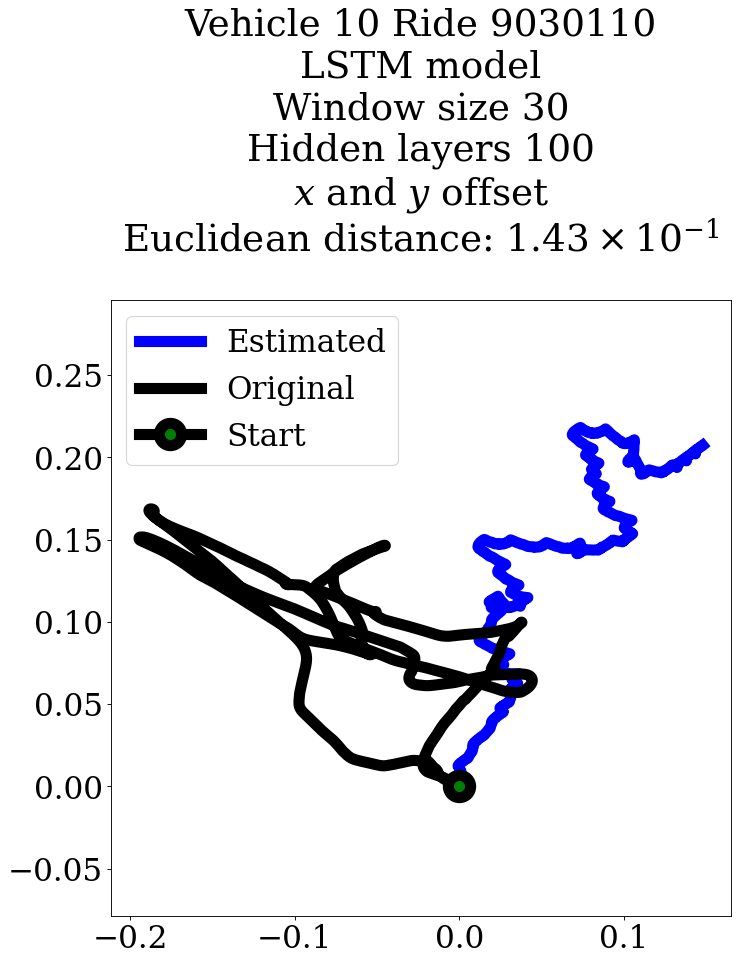 Vehicle 10 Ride 9030110
LSTM model
Window size 30
Hidden layers 100
x and y offset
Euclidean distance: 1.43 × 10⁻¹
Estimated
Original
Start
0.25
0.20
0.15
0.10
0.05
0.00
−0.05
−0.2 −0.1 0.0 0.1